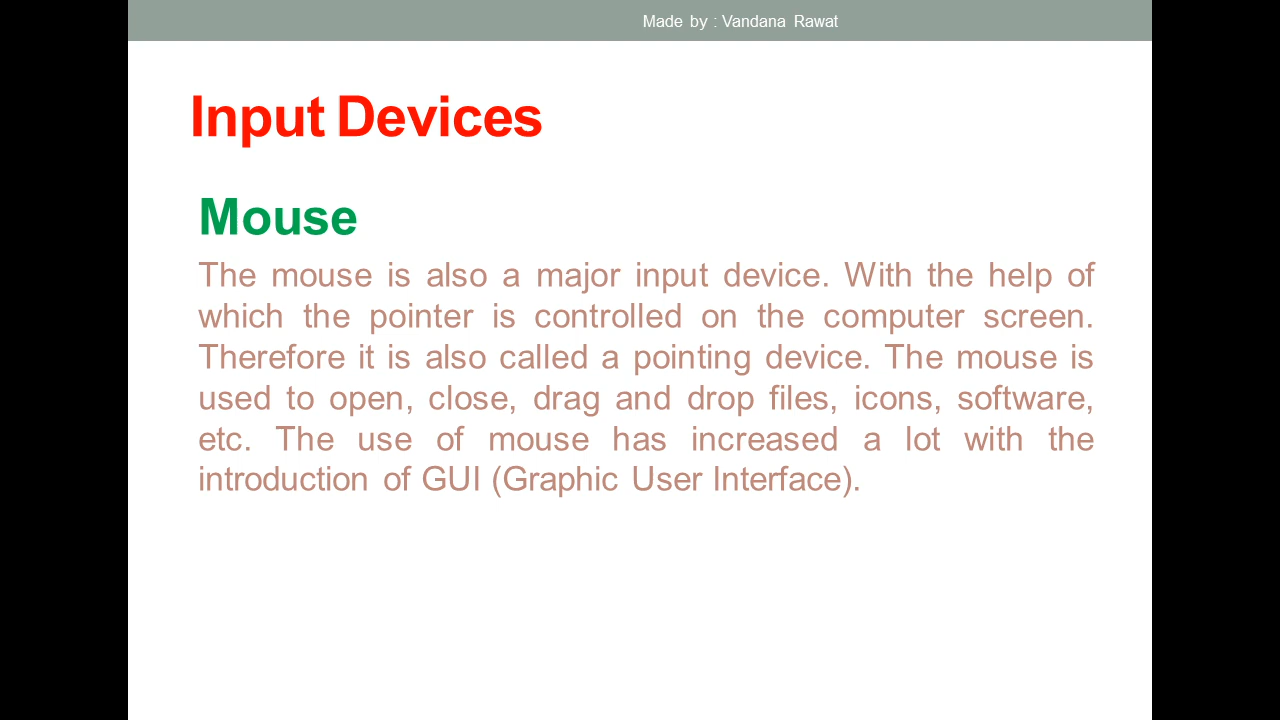 Made by : Vandana Rawat
Input Devices
Mouse
The mouse is also a major input device. With the help of
which the pointer is controlled on the computer screen.
Therefore it is also called a pointing device. The mouse is
used to open, close, drag and drop files, icons, software,
etc. The use of mouse has increased a lot with the
introduction of GUI (Graphic User Interface).